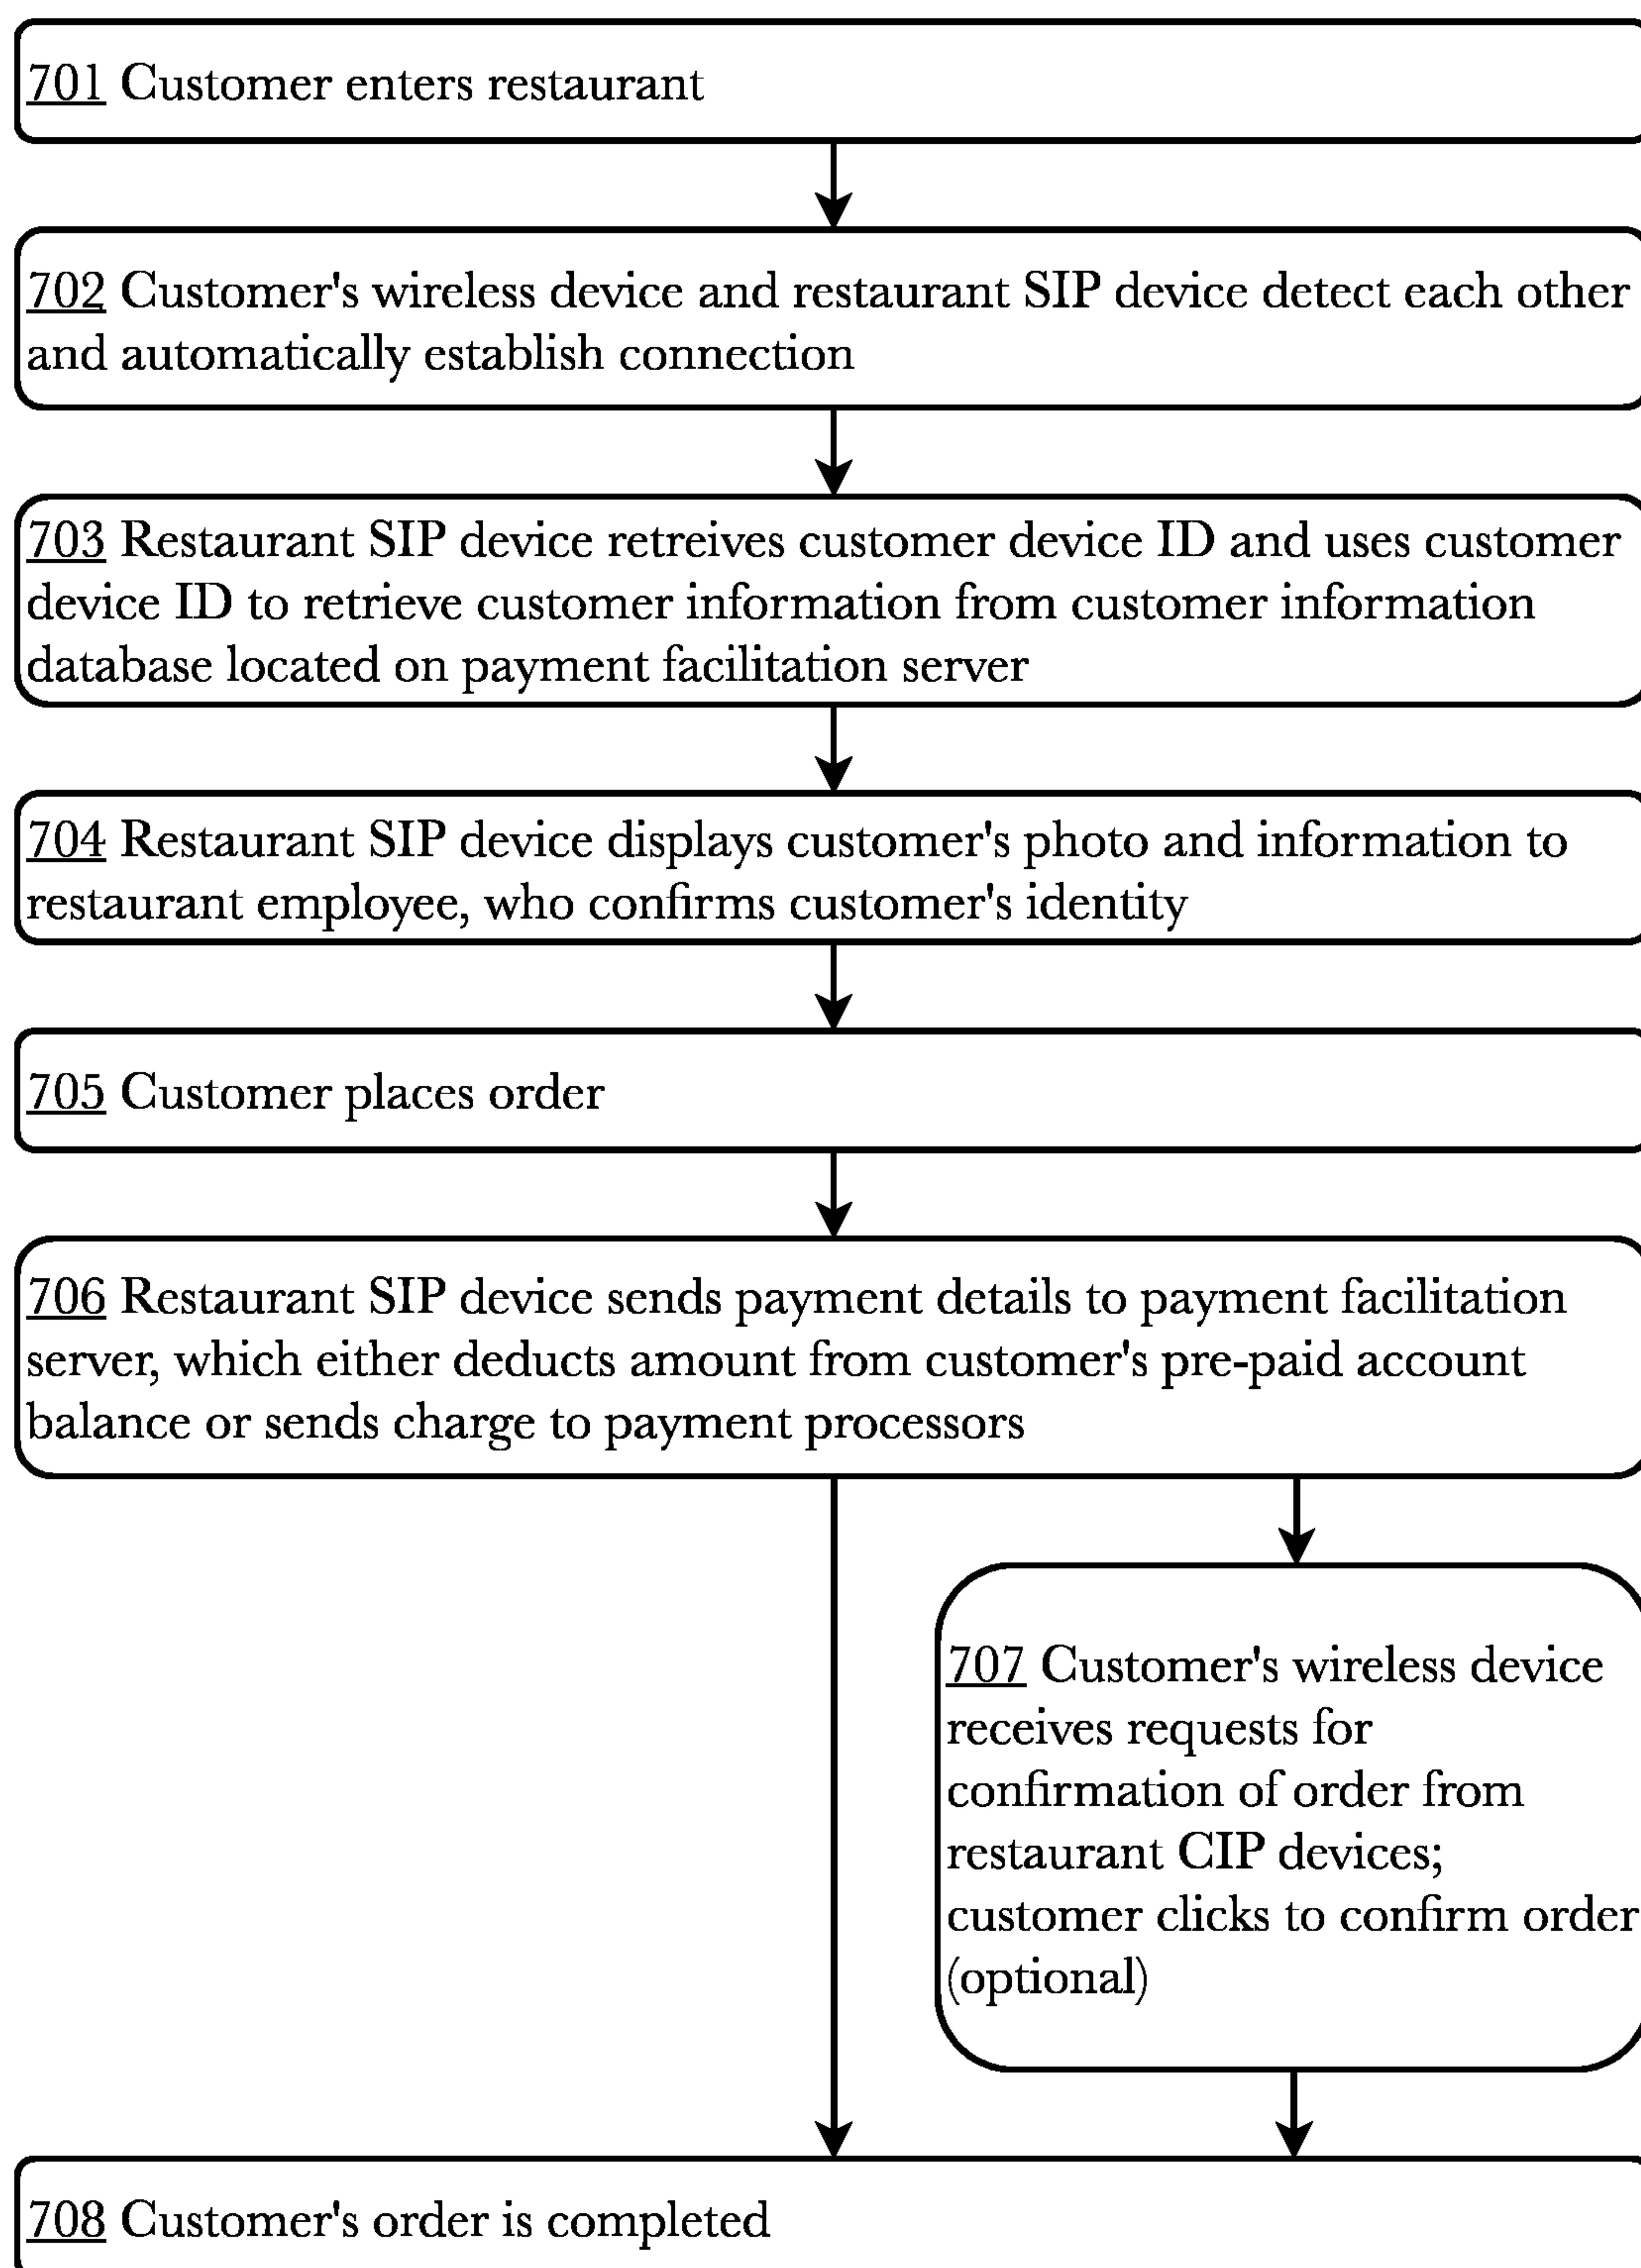 701 Customer enters restaurant
702 Customer's wireless device and restaurant SIP device detect each other
and automatically establish connection
703 Restaurant SIP device retreives customer device ID and uses customer
device ID to retrieve customer information from customer information
database located on payment facilitation server
704 Restaurant SIP device displays customer's photo and information to
restaurant employee, who confirms customer's identity
705 Customer places order
706 Restaurant SIP device sends payment details to payment facilitation
server, which either deducts amount from customer's pre-paid account
balance or sends charge to payment processors
707 Customer's wireless device
receives requests for
confirmation of order from
restaurant CIP devices;
customer clicks to confirm order
(optional)
708 Customer's order is completed